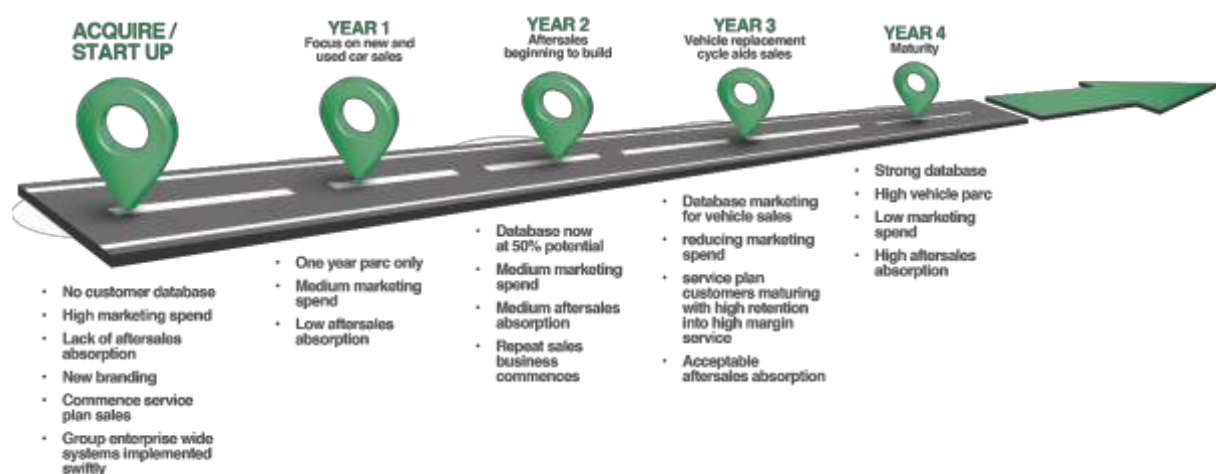 ACQUIRE /
START UP
• No customer database
• High marketing spend
• Lack of aftersales
absorption
• New branding
• Commence service
plan sales
• Group enterprise wide
systems implemented
swiftly
YEAR 1
Focus on new and
used car sales
• One year parc only
• Medium marketing
spend
• Low aftersales
absorption
YEAR 2
Aftersales
beginning to build
• Database now
at 50% potential
• Medium marketing
spend
• Medium aftersales
absorption
• Repeat sales
business
commences
YEAR 3
Vehicle replacement
cycle aids sales
• Database marketing
for vehicle sales
• reducing marketing
spend
• service plan
customers maturing
with high retention
into high margin
service
• Acceptable
aftersales absorption
YEAR 4
Maturity
• Strong database
• High vehicle parc
• Low marketing
spend
• High aftersales
absorption